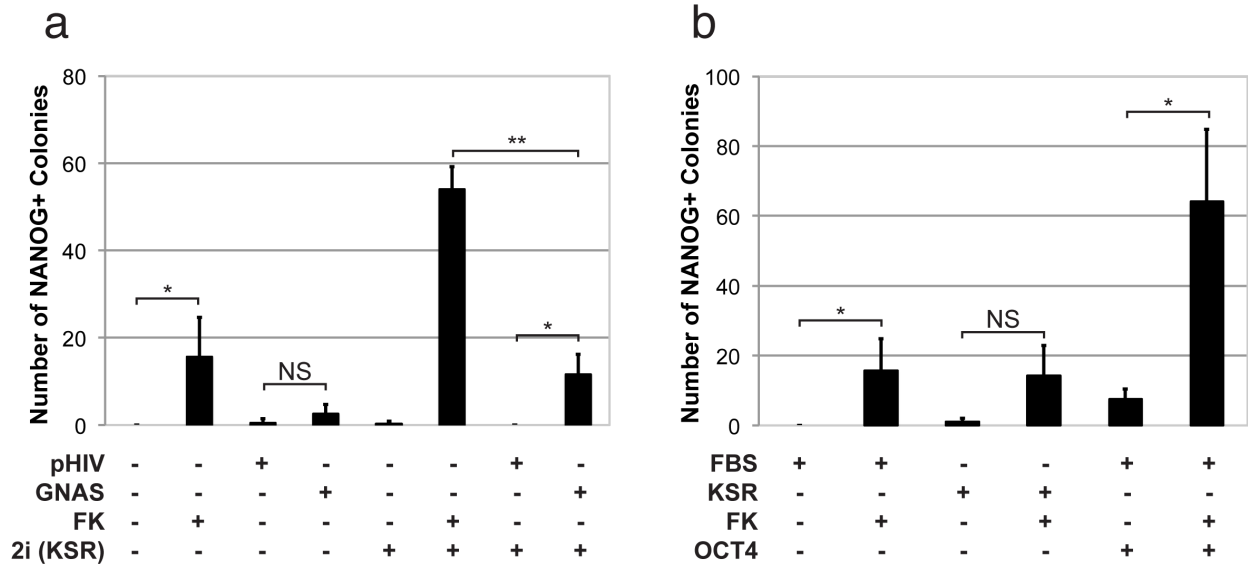 a
b
Number of NANOG+ Colonies
80
60
40
20
0
*
NS
**
*
pHIV - - + - - - + -
GNAS - - - + - - - +
FK - + - - - + - -
2i (KSR) - - - - + + + +
Number of NANOG+ Colonies
100
80
60
40
20
0
*
NS
*
FBS + + - - + +
KSR - - + + - -
FK - + - + - +
OCT4 - - - - + +